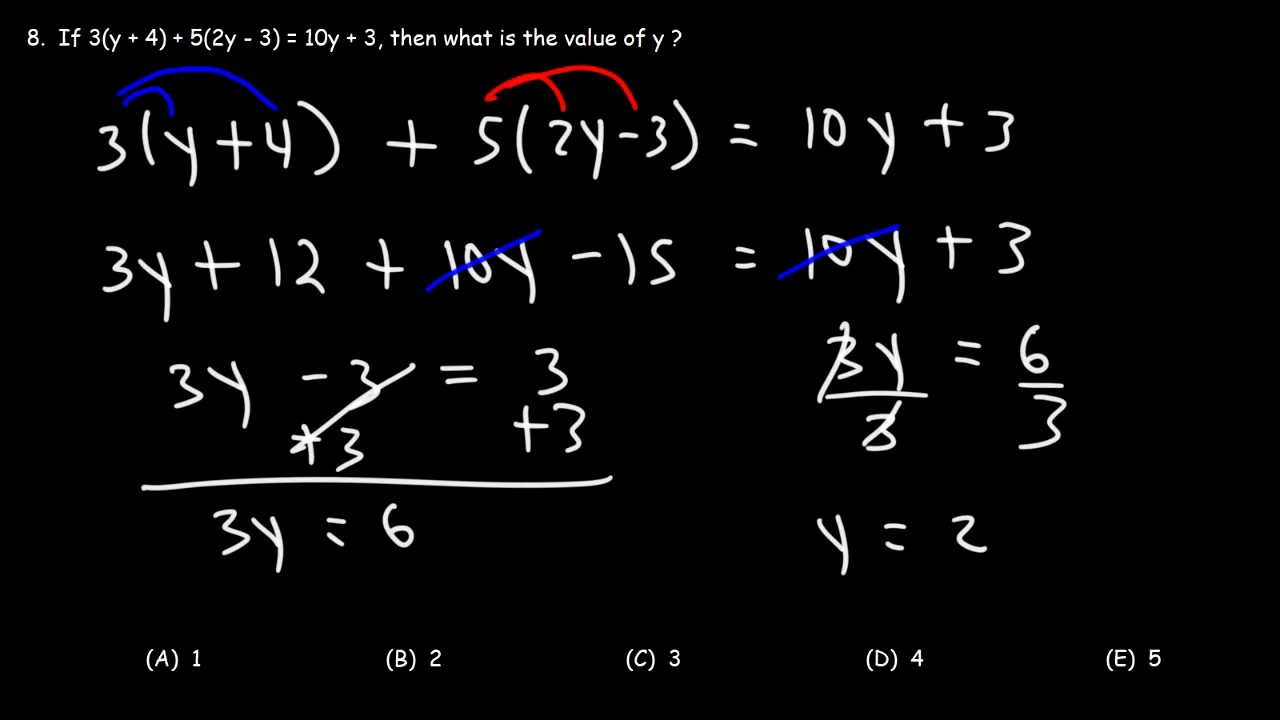 8. If 3(y + 4) + 5(2y - 3) = 10y + 3, then what is the value of y ?
3(y+4) + 5(2y-3) = 10y + 3
3y + 12 + 10y - 15 = 10y + 3
3y - 3 = 3
+3 +3
3y = 6
3y = 6
3 3
y = 2
(A) 1 (B) 2 (C) 3 (D) 4 (E) 5